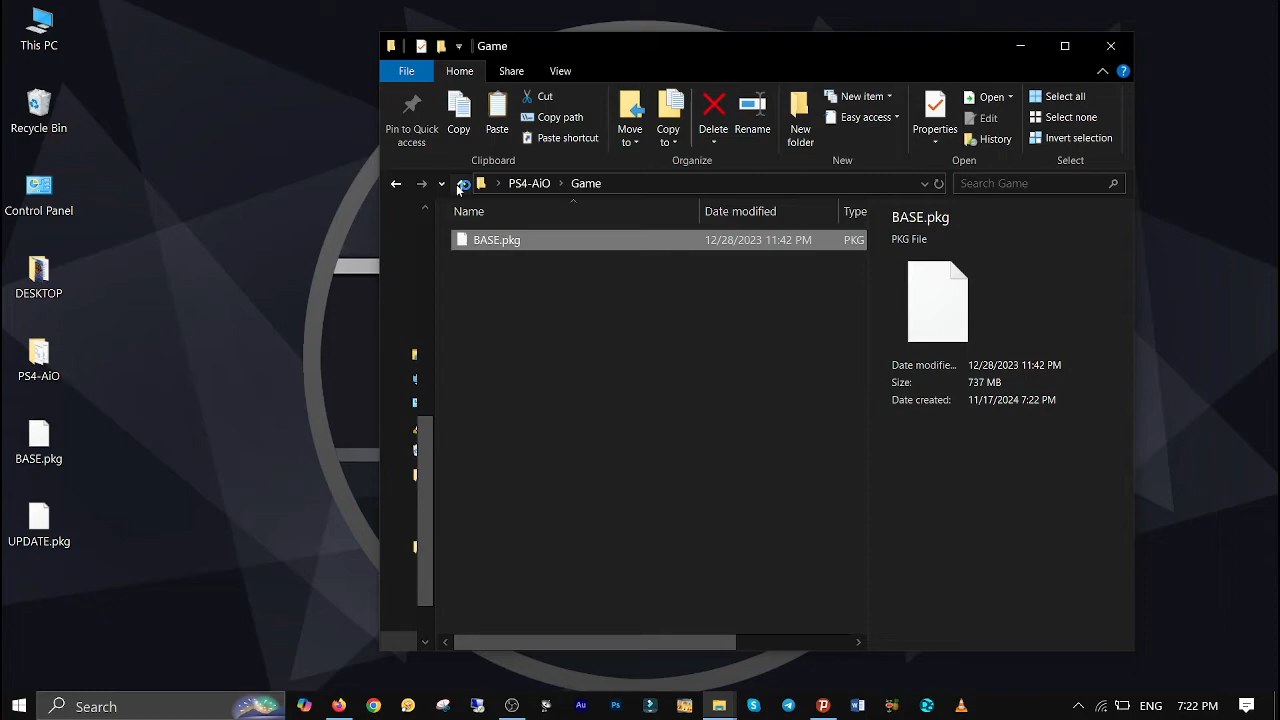 This PC
Recycle Bin
Control Panel
DESKTOP
PS4-AiO
BASE.pkg
UPDATE.pkg
Game
File
Home
Share
View
Pin to Quick
access
Copy
Paste
Cut
Copy path
Paste shortcut
Clipboard
Move
to
Copy
to
Delete
Rename
Organize
New
folder
New item
Easy access
New
Properties
Open
Edit
History
Open
Select all
Select none
Invert selection
Select
PS4-AiO
Game
Search Game
Name
Date modified
Type
BASE.pkg
12/28/2023 11:42 PM
PKG
BASE.pkg
PKG File
Date modifie... 12/28/2023 11:42 PM
Size: 737 MB
Date created: 11/17/2024 7:22 PM
Search
Au
Ps
ENG
7:22 PM